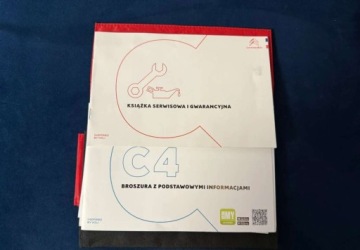 KSIĄŻKA SERWISOWA I GWARANCYJNA
C4
BROSZURA Z PODSTAWOWYMI INFORMACJAMI